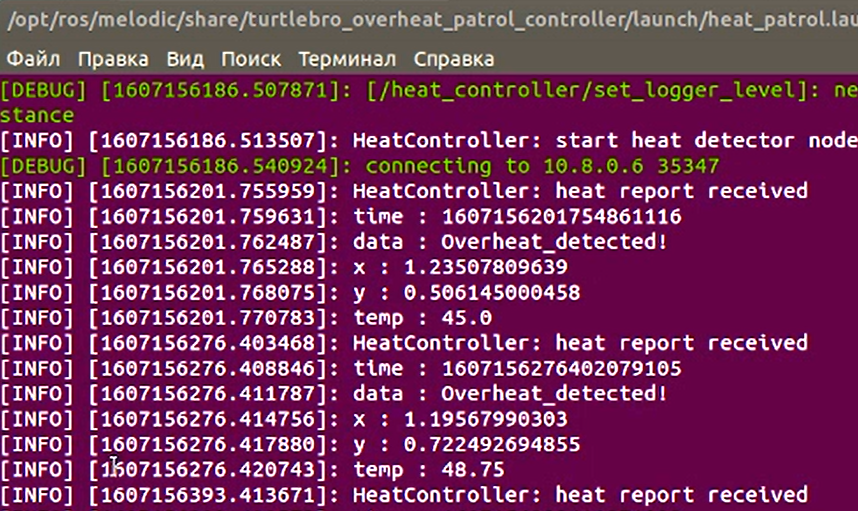 /opt/ros/melodic/share/turtlebro_overheat_patrol_controller/launch/heat_patrol.lau
Файл Правка Вид Поиск Терминал Справка
[DEBUG] [1607156186.507871]: [/heat_controller/set_logger_level]: ne
stance
[INFO] [1607156186.513507]: HeatController: start heat detector node
[DEBUG] [1607156186.540924]: connecting to 10.8.0.6 35347
[INFO] [1607156201.755959]: HeatController: heat report received
[INFO] [1607156201.759631]: time : 1607156201754861116
[INFO] [1607156201.762487]: data : Overheat_detected!
[INFO] [1607156201.765288]: x : 1.23507809639
[INFO] [1607156201.768075]: y : 0.506145000458
[INFO] [1607156201.770783]: temp : 45.0
[INFO] [1607156276.403468]: HeatController: heat report received
[INFO] [1607156276.408846]: time : 1607156276402079105
[INFO] [1607156276.411787]: data : Overheat_detected!
[INFO] [1607156276.414756]: x : 1.19567990303
[INFO] [1607156276.417880]: y : 0.722492694855
[INFO] [1607156276.420743]: temp : 48.75
[INFO] [1607156393.413671]: HeatController: heat report received